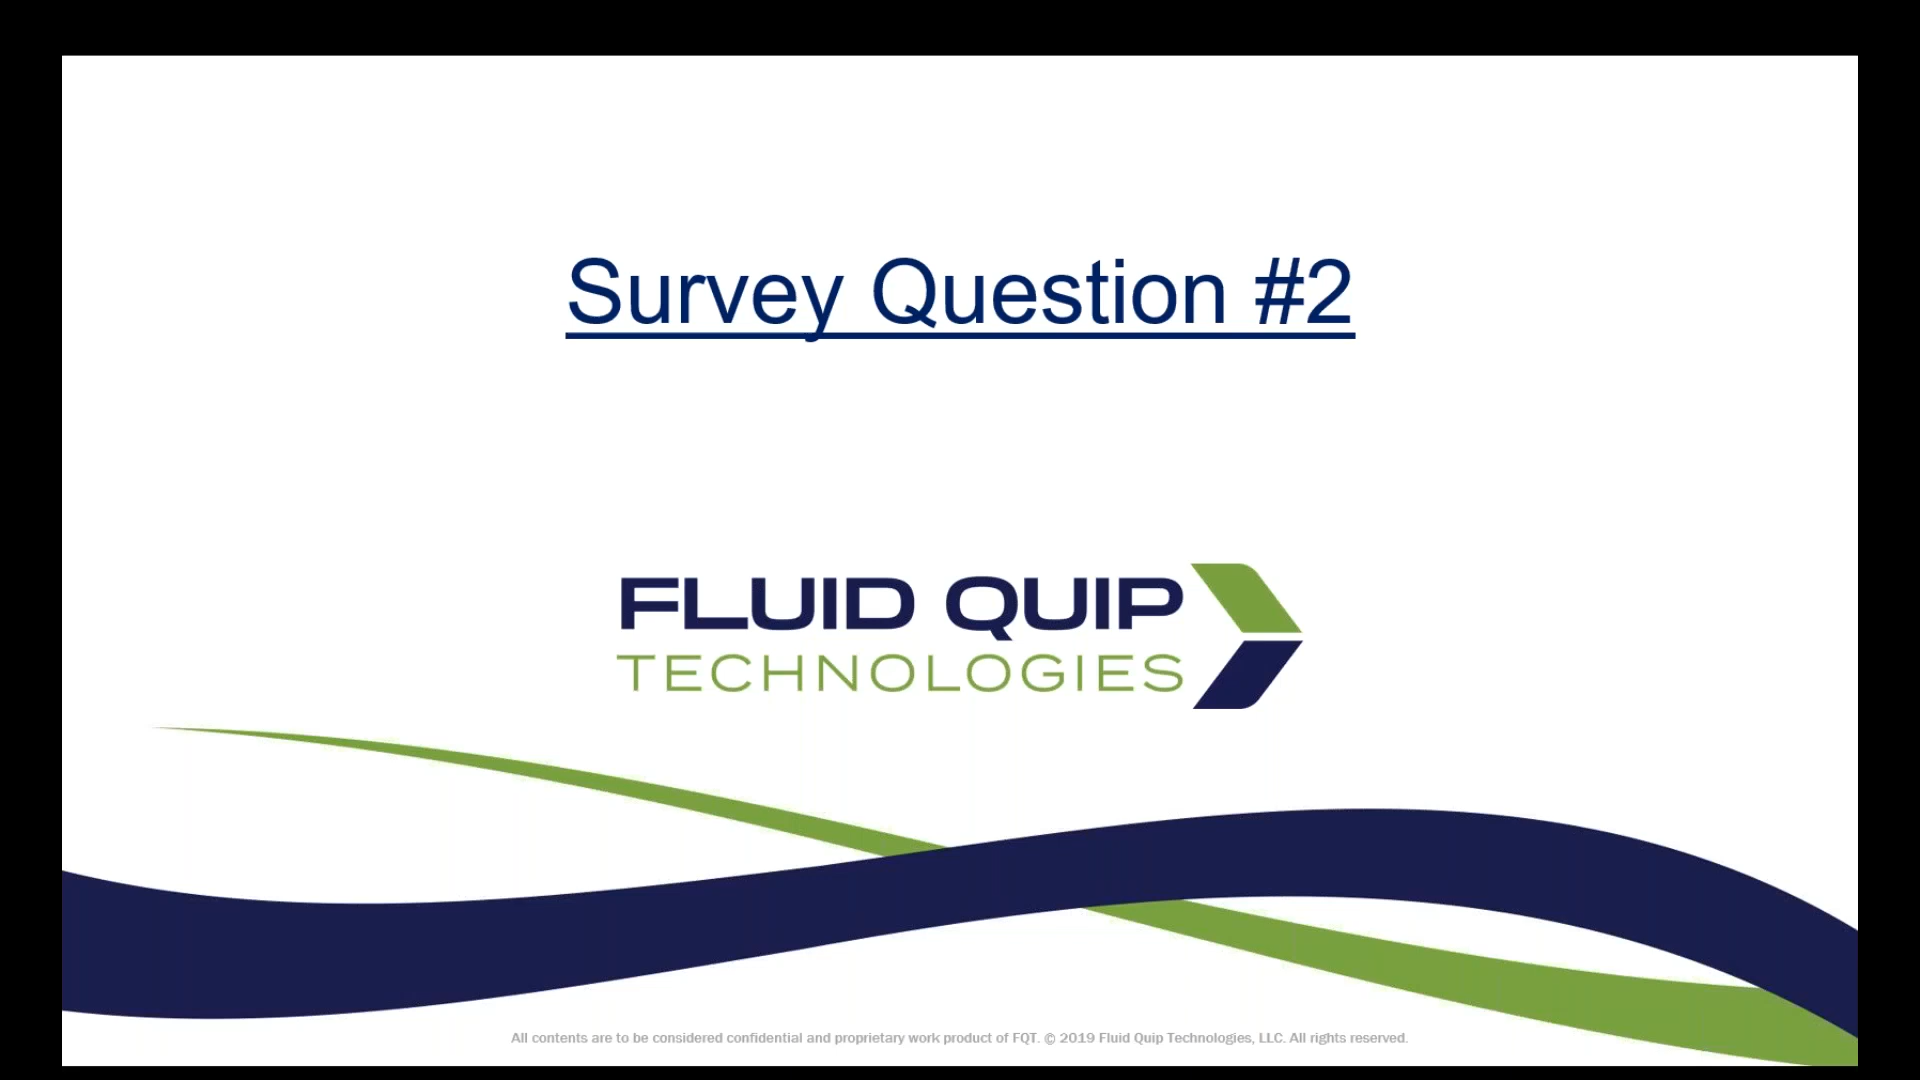 Survey Question #2
FLUID QUIP
TECHNOLOGIES
All contents are to be considered confidential and proprietary work product of FQT. © 2019 Fluid Quip Technologies, LLC. All rights reserved.